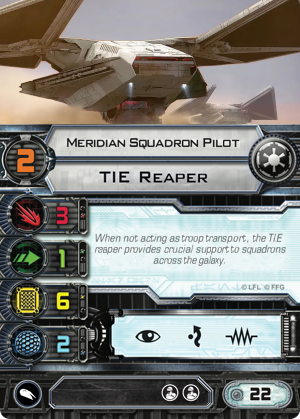 Meridian Squadron Pilot
2
TIE Reaper
3
When not acting as troop transport, the TIE
1
reaper provides crucial support to squadrons
across the galaxy.
© LFL © FFG
6
2
22